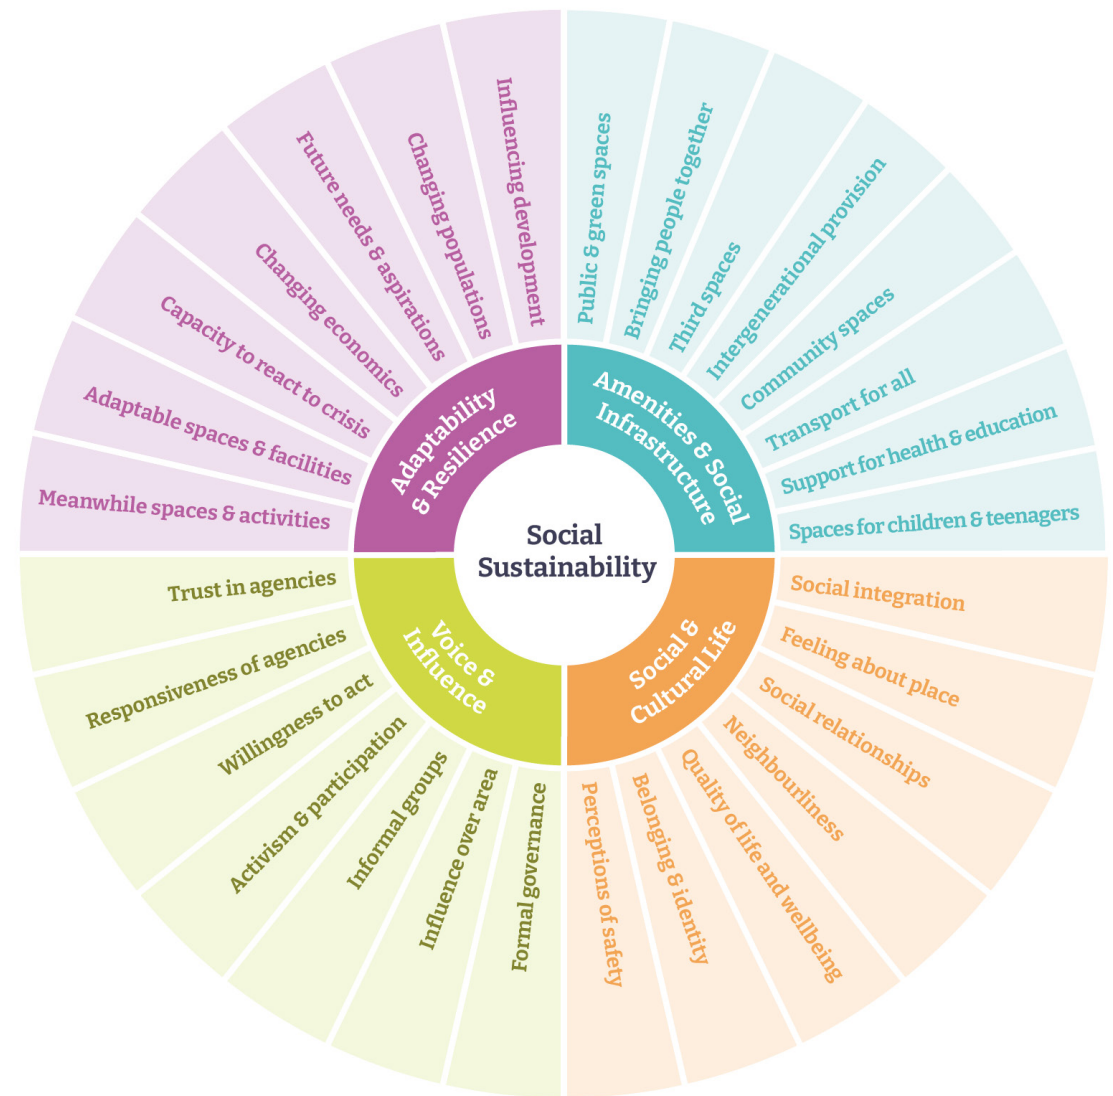 Social
Sustainability
Amenities & Social
Infrastructure
Public & green spaces
Bringing people together
Third spaces
Intergenerational provision
Community spaces
Transport for all
Support for health & education
Spaces for children & teenagers
Social &
Cultural Life
Social integration
Feeling about place
Social relationships
Neighbourliness
Quality of life and wellbeing
Belonging & identity
Perceptions of safety
Voice &
Influence
Formal governance
Influence over area
Informal groups
Activism & participation
Willingness to act
Responsiveness of agencies
Trust in agencies
Adaptability
& Resilience
Meanwhile spaces & activities
Adaptable spaces & facilities
Capacity to react to crisis
Changing economics
Future needs & aspirations
Changing populations
Influencing development